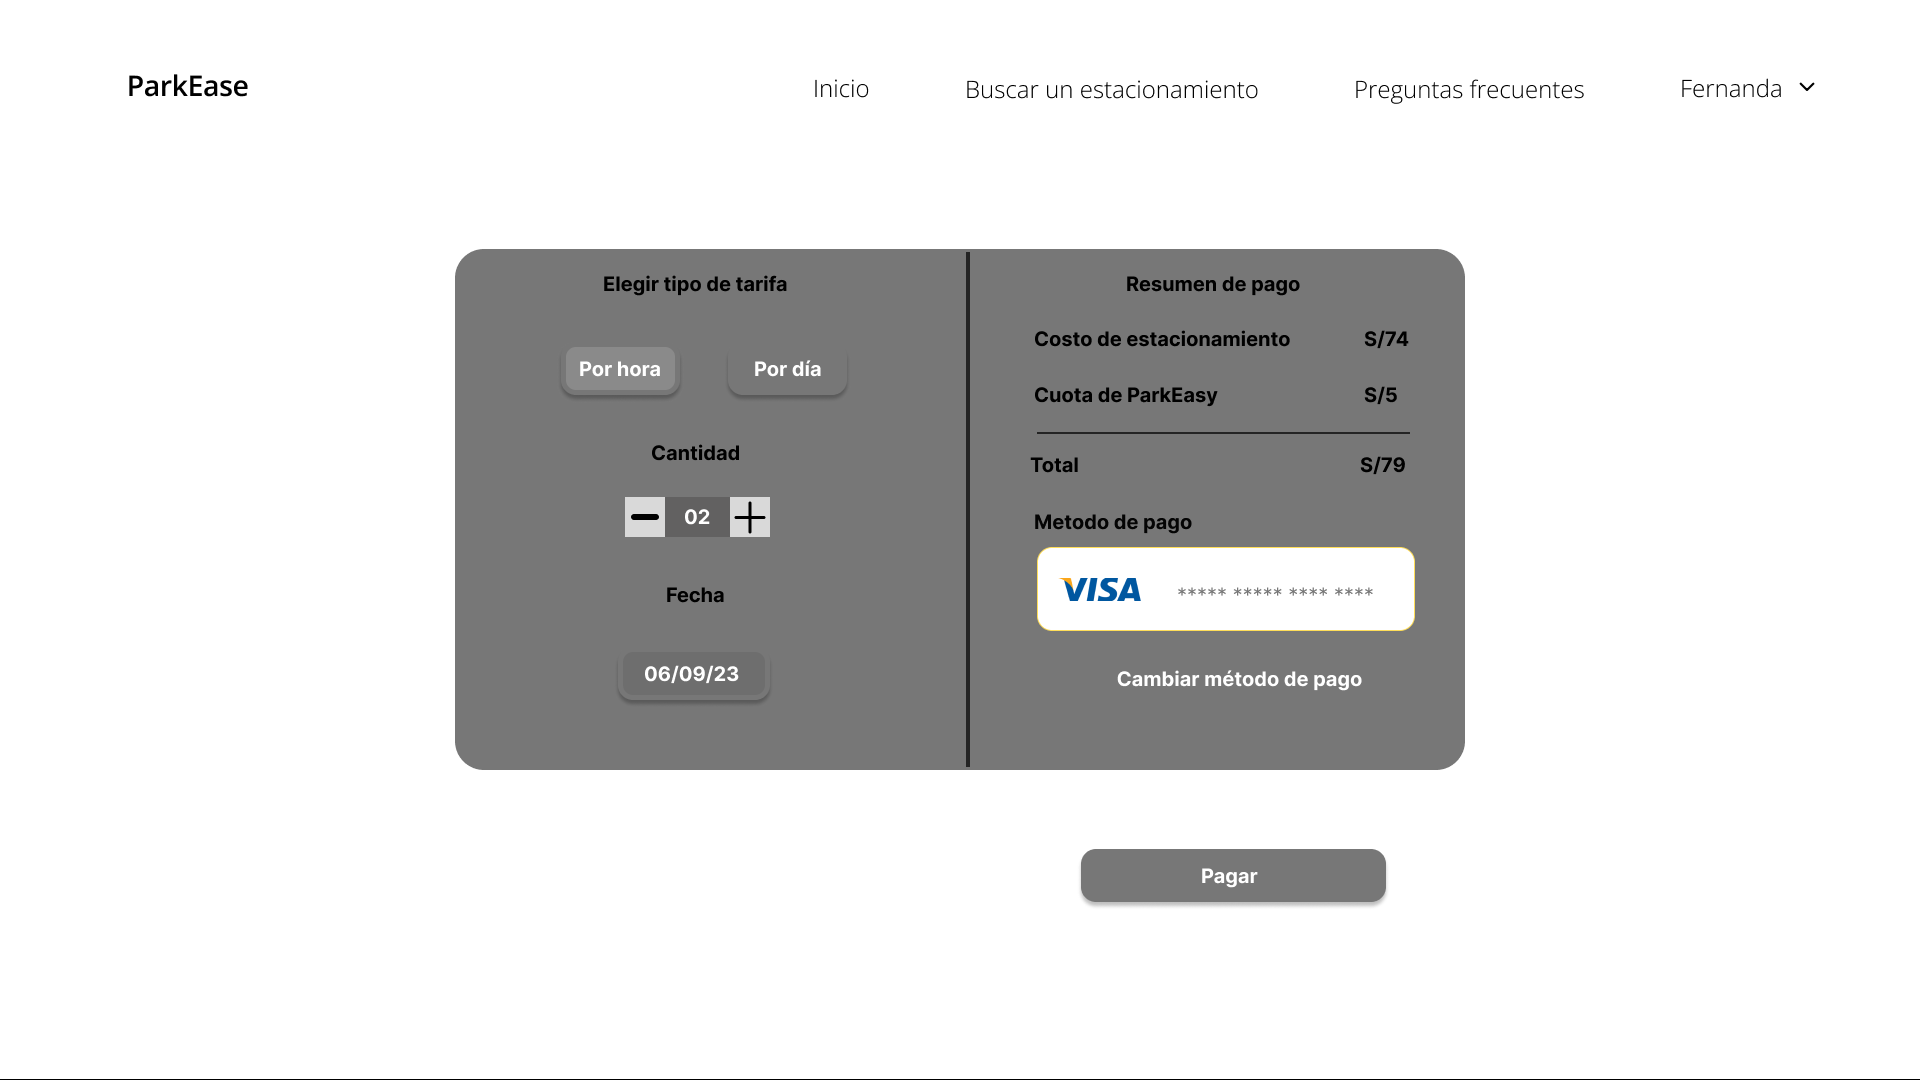 ParkEase
Inicio
Buscar un estacionamiento
Preguntas frecuentes
Fernanda
Elegir tipo de tarifa
Por hora
Por día
Cantidad
02
Fecha
06/09/23
Resumen de pago
Costo de estacionamiento S/74
Cuota de ParkEasy S/5
Total S/79
Metodo de pago
VISA ***** ***** **** ****
Cambiar método de pago
Pagar